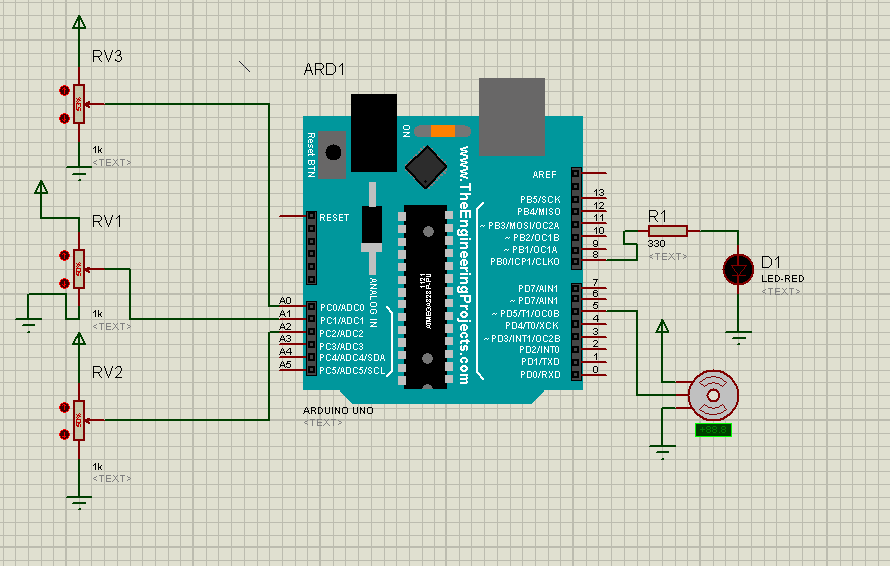 RV3
50%
1k
<TEXT>
RV1
50%
1k
<TEXT>
RV2
50%
1k
<TEXT>
ARD1
Reset BTN
ON
www.TheEngineeringProjects.com
RESET
ANALOG IN
A0 PC0/ADC0
A1 PC1/ADC1
A2 PC2/ADC2
A3 PC3/ADC3
A4 PC4/ADC4/SDA
A5 PC5/ADC5/SCL
ATMEGA328P-PU
1121
AREF
PB5/SCK 13
PB4/MISO 12
~ PB3/MOSI/OC2A 11
~ PB2/OC1B 10
~ PB1/OC1A 9
PB0/ICP1/CLKO 8
PD7/AIN1 7
~ PD7/AIN1 6
~ PD5/T1/OC0B 5
PD4/T0/XCK 4
~ PD3/INT1/OC2B 3
PD2/INT0 2
PD1/TXD 1
PD0/RXD 0
ARDUINO UNO
<TEXT>
R1
330
<TEXT>
D1
LED-RED
<TEXT>
+88.8